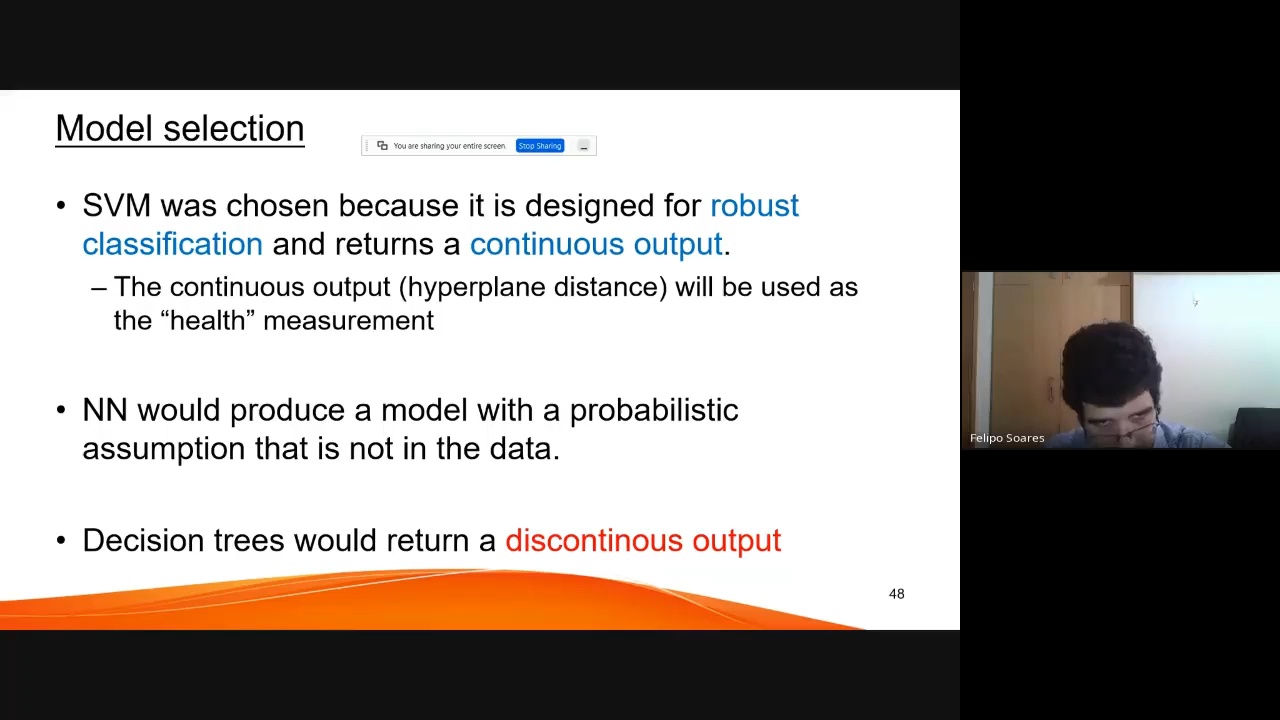 Model selection
You are sharing your entire screen. Stop Sharing
• SVM was chosen because it is designed for robust
classification and returns a continuous output.
– The continuous output (hyperplane distance) will be used as
the “health” measurement
• NN would produce a model with a probabilistic
assumption that is not in the data.
• Decision trees would return a discontinous output
48
Felipo Soares